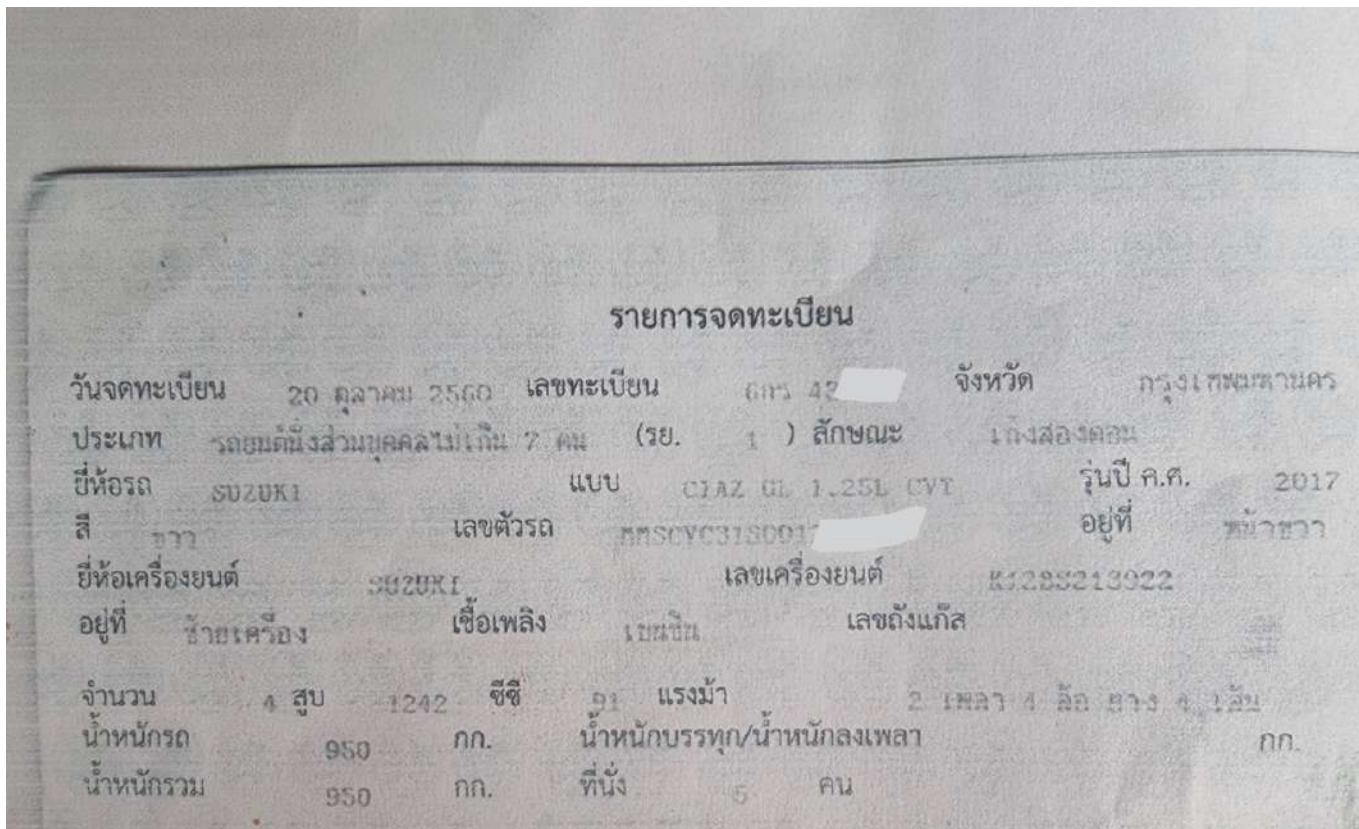 รายการจดทะเบียน
วันจดทะเบียน 20 ตุลาคม 2560 เลขทะเบียน 6กร 42 จังหวัด กรุงเทพมหานคร
ประเภท รถยนต์นั่งส่วนบุคคลไม่เกิน 7 คน (รย. 1 ) ลักษณะ เก๋งสองตอน
ยี่ห้อรถ SUZUKI แบบ CIAZ GL 1.25L CVT รุ่นปี ค.ศ. 2017
สี ขาว เลขตัวรถ อยู่ที่ หน้าขวา
ยี่ห้อเครื่องยนต์ SUZUKI เลขเครื่องยนต์
อยู่ที่ ซ้ายเครื่อง เชื้อเพลิง เบนซิน เลขถังแก๊ส
จำนวน 4 สูบ 1242 ซีซี 91 แรงม้า 2 เพลา 4 ล้อ ยาง 4 เส้น
น้ำหนักรถ 950 กก. น้ำหนักบรรทุก/น้ำหนักลงเพลา กก.
น้ำหนักรวม 950 กก. ที่นั่ง 5 คน